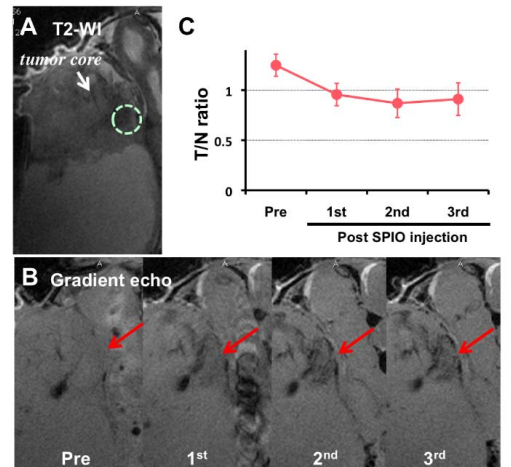 A
T2-WI
tumor core
A
C
T/N ratio
1
0.5
0
Pre
1st
2nd
3rd
Post SPIO injection
B
Gradient echo
A
A
A
A
Pre
1st
2nd
3rd